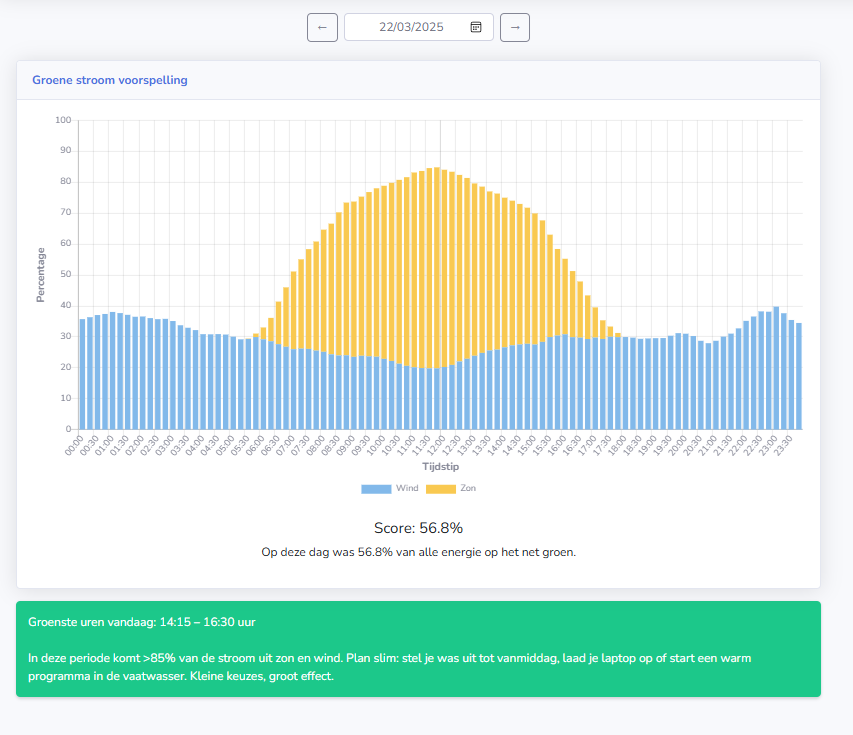 ←
22/03/2025
→
Groene stroom voorspelling
100
90
80
70
60
50
40
30
20
10
0
Percentage
00:00 00:30 01:00 01:30 02:00 02:30 03:00 03:30 04:00 04:30 05:00 05:30 06:00 06:30 07:00 07:30 08:00 08:30 09:00 09:30 10:00 10:30 11:00 11:30 12:00 12:30 13:00 13:30 14:00 14:30 15:00 15:30 16:00 16:30 17:00 17:30 18:00 18:30 19:00 19:30 20:00 20:30 21:00 21:30 22:00 22:30 23:00 23:30
Tijdstip
Wind Zon
Score: 56.8%
Op deze dag was 56.8% van alle energie op het net groen.
Groenste uren vandaag: 14:15 – 16:30 uur
In deze periode komt >85% van de stroom uit zon en wind. Plan slim: stel je was uit tot vanmiddag, laad je laptop op of start een warm
programma in de vaatwasser. Kleine keuzes, groot effect.